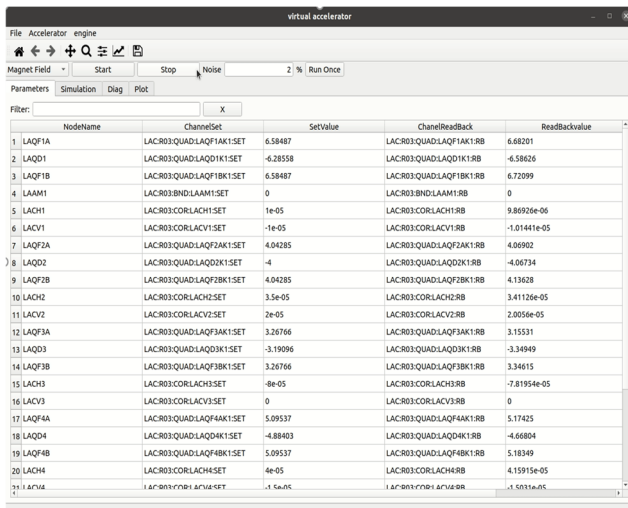 virtual accelerator
File Accelerator engine
Magnet Field Start Stop Noise 2 % Run Once
Parameters Simulation Diag Plot
Filter: X
NodeName ChannelSet SetValue ChanelReadBack ReadBackvalue
1 LAQF1A LAC:R03:QUAD:LAQF1AK1:SET 6.58487 LAC:R03:QUAD:LAQF1AK1:RB 6.68201
2 LAQD1 LAC:R03:QUAD:LAQD1K1:SET -6.28558 LAC:R03:QUAD:LAQD1K1:RB -6.58626
3 LAQF1B LAC:R03:QUAD:LAQF1BK1:SET 6.58487 LAC:R03:QUAD:LAQF1BK1:RB 6.72099
4 LAAM1 LAC:R03:BND:LAAM1:SET 0 LAC:R03:BND:LAAM1:RB 0
5 LACH1 LAC:R03:COR:LACH1:SET 1e-05 LAC:R03:COR:LACH1:RB 9.86926e-06
6 LACV1 LAC:R03:COR:LACV1:SET -1e-05 LAC:R03:COR:LACV1:RB -1.01441e-05
7 LAQF2A LAC:R03:QUAD:LAQF2AK1:SET 4.04285 LAC:R03:QUAD:LAQF2AK1:RB 4.06902
8 LAQD2 LAC:R03:QUAD:LAQD2K1:SET -4 LAC:R03:QUAD:LAQD2K1:RB -4.06734
9 LAQF2B LAC:R03:QUAD:LAQF2BK1:SET 4.04285 LAC:R03:QUAD:LAQF2BK1:RB 4.13628
10 LACH2 LAC:R03:COR:LACH2:SET 3.5e-05 LAC:R03:COR:LACH2:RB 3.41126e-05
11 LACV2 LAC:R03:COR:LACV2:SET 2e-05 LAC:R03:COR:LACV2:RB 2.0056e-05
12 LAQF3A LAC:R03:QUAD:LAQF3AK1:SET 3.26766 LAC:R03:QUAD:LAQF3AK1:RB 3.15531
13 LAQD3 LAC:R03:QUAD:LAQD3K1:SET -3.19096 LAC:R03:QUAD:LAQD3K1:RB -3.34949
14 LAQF3B LAC:R03:QUAD:LAQF3BK1:SET 3.26766 LAC:R03:QUAD:LAQF3BK1:RB 3.34615
15 LACH3 LAC:R03:COR:LACH3:SET -8e-05 LAC:R03:COR:LACH3:RB -7.81954e-05
16 LACV3 LAC:R03:COR:LACV3:SET 0 LAC:R03:COR:LACV3:RB 0
17 LAQF4A LAC:R03:QUAD:LAQF4AK1:SET 5.09537 LAC:R03:QUAD:LAQF4AK1:RB 5.17425
18 LAQD4 LAC:R03:QUAD:LAQD4K1:SET -4.88403 LAC:R03:QUAD:LAQD4K1:RB -4.66804
19 LAQF4B LAC:R03:QUAD:LAQF4BK1:SET 5.09537 LAC:R03:QUAD:LAQF4BK1:RB 5.18349
20 LACH4 LAC:R03:COR:LACH4:SET 4e-05 LAC:R03:COR:LACH4:RB 4.15915e-05
21 LACV4 LAC:R03:COR:LACV4:SET -1.5e-05 LAC:R03:COR:LACV4:RB -1.5031e-05